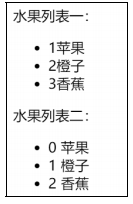 水果列表一：
• 1苹果
• 2橙子
• 3香蕉
水果列表二：
• 0 苹果
• 1 橙子
• 2 香蕉